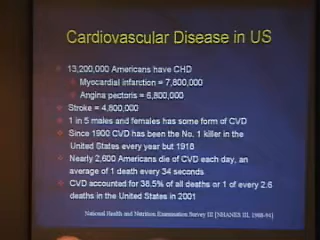 Cardiovascular Disease in US
13,200,000 Americans have CHD
Myocardial infarction = 7,800,000
Angina pectoris = 6,800,000
Stroke = 4,800,000
1 in 5 males and females has some form of CVD
Since 1900 CVD has been the No. 1 killer in the
United States every year but 1918
Nearly 2,600 Americans die of CVD each day, an
average of 1 death every 34 seconds
CVD accounted for 38.5% of all deaths or 1 of every 2.6
deaths in the United States in 2001
National Health and Nutrition Examination Survey III [NHANES III, 1988-94)